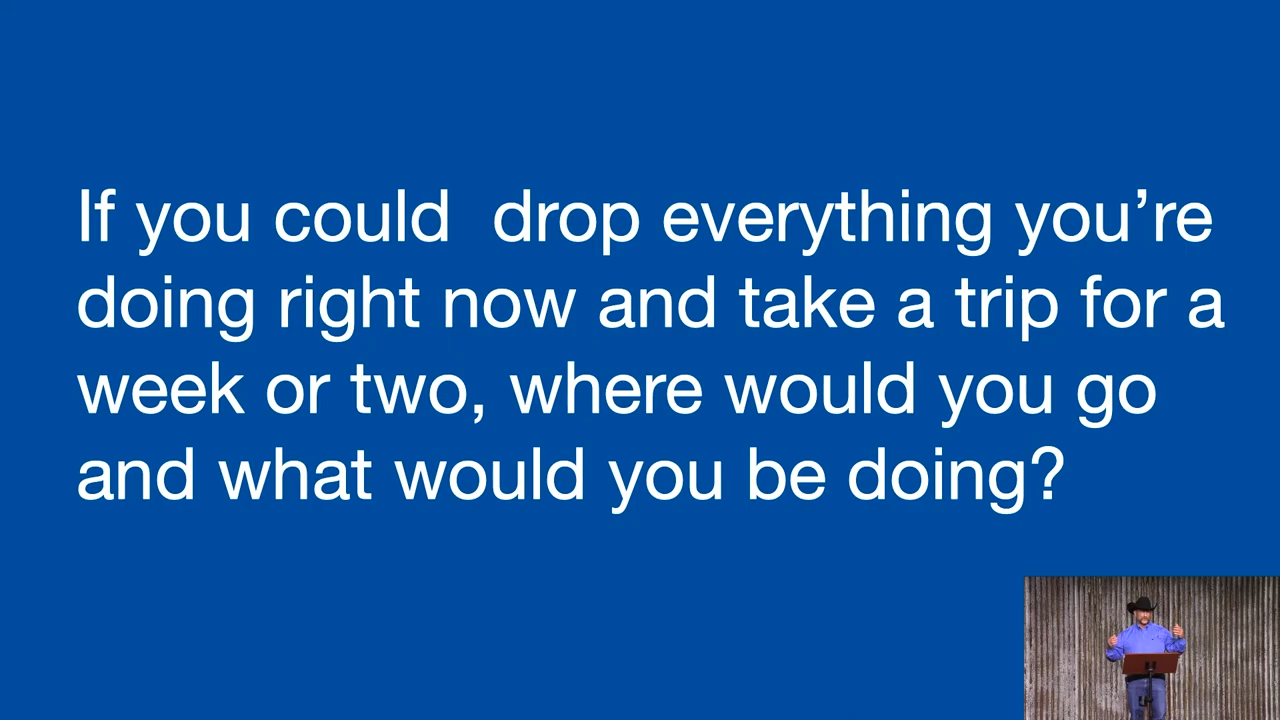 If you could  drop everything you’re
doing right now and take a trip for a
week or two, where would you go
and what would you be doing?